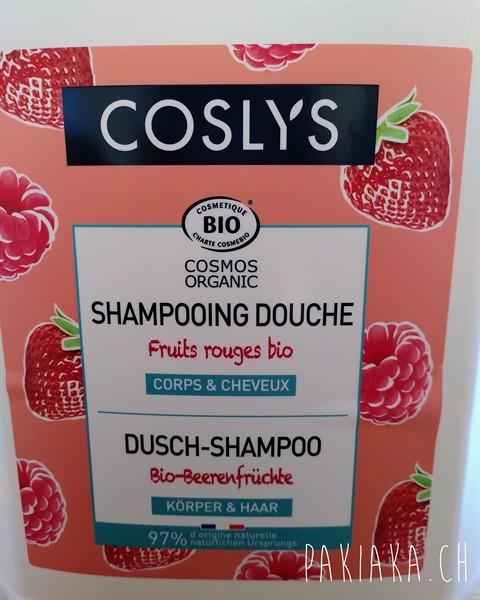 COSLY'S
COSMETIQUE
BIO
CHARTE COSMEBIO
®
COSMOS
ORGANIC
SHAMPOOING DOUCHE
Fruits rouges bio
CORPS & CHEVEUX
DUSCH-SHAMPOO
Bio-Beerenfrüchte
KÖRPER & HAAR
97% d'origine naturelle
natürlichen Ursprungs
PAKIAKA.CH